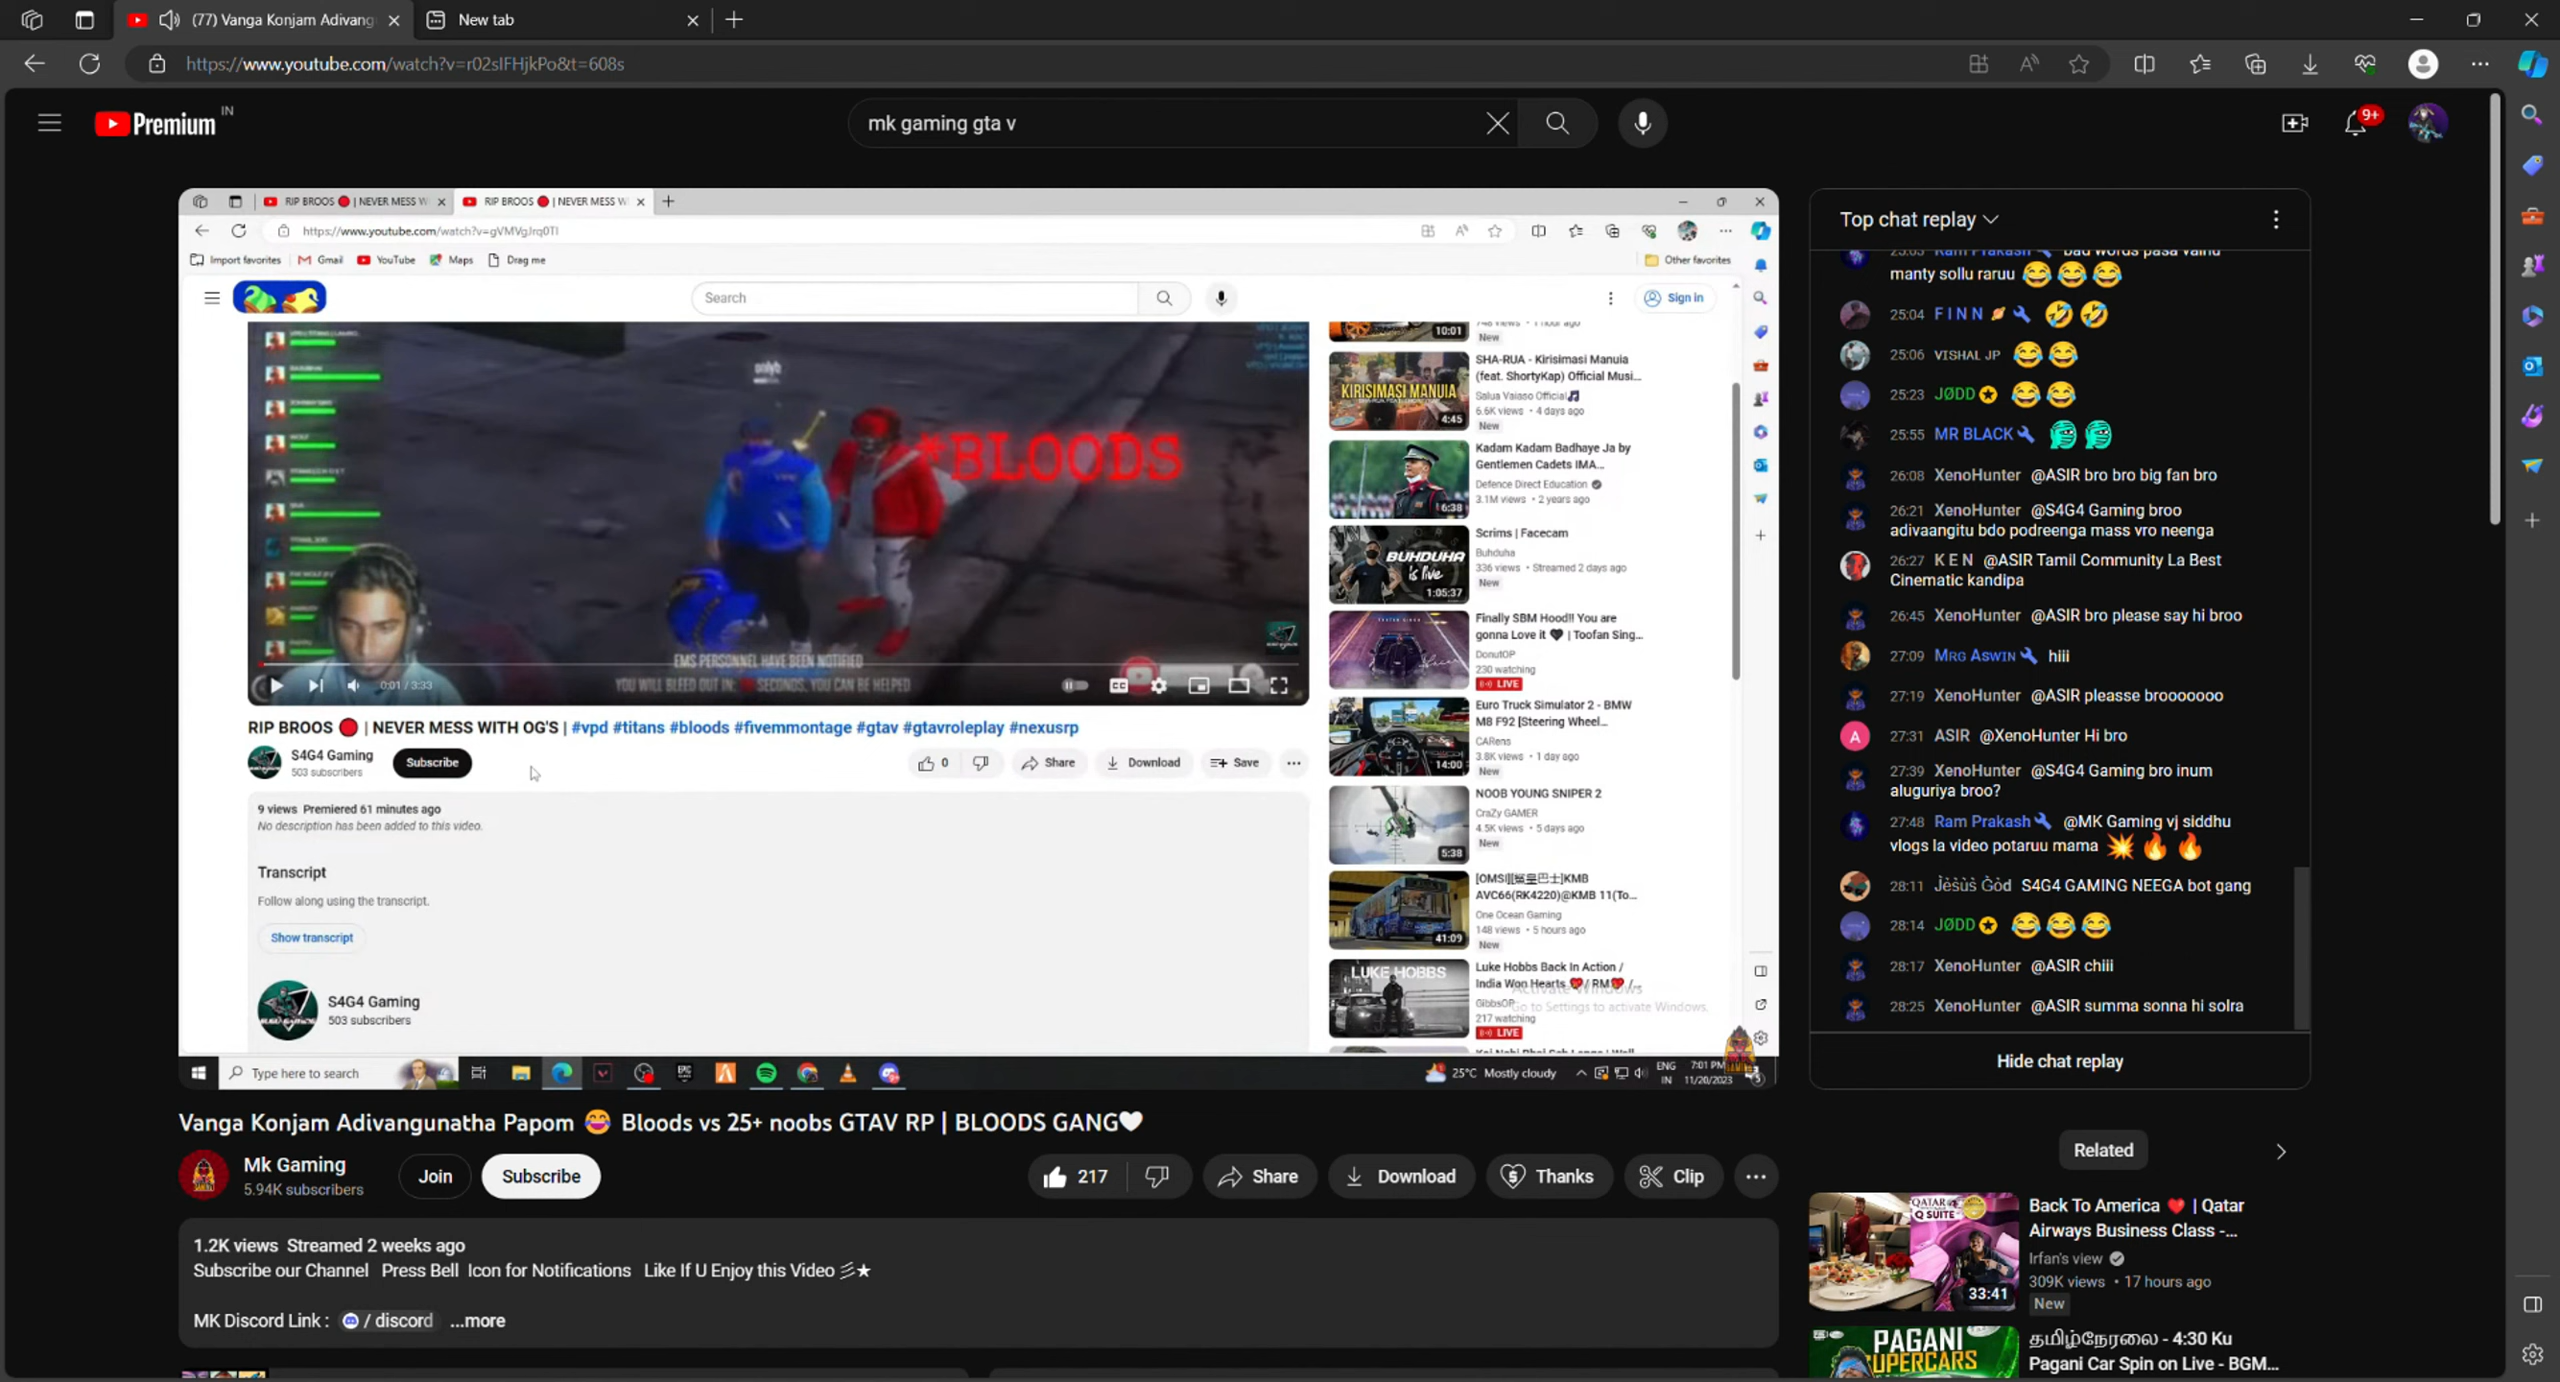 (77) Vanga Konjam Adivang
New tab
https://www.youtube.com/watch?v=r02sIFHjkPo&t=608s
Premium IN
mk gaming gta v
9+
RIP BROOS 🔴 | NEVER MESS W
RIP BROOS 🔴 | NEVER MESS W
https://www.youtube.com/watch?v=gVMVgJrq0TI
Import favorites
Gmail
YouTube
Maps
Drag me
Other favorites
Search
Sign in
onlyb
*BLOODS
EMS PERSONNEL HAVE BEEN NOTIFIED
YOU WILL BLEED OUT IN: SECONDS, YOU CAN BE HELPED
0:01 / 3:33
RIP BROOS 🔴 | NEVER MESS WITH OG'S | #vpd #titans #bloods #fivemmontage #gtav #gtavroleplay #nexusrp
S4G4 Gaming
503 subscribers
Subscribe
0
Share
Download
Save
9 views Premiered 61 minutes ago
No description has been added to this video.
Transcript
Follow along using the transcript.
Show transcript
S4G4 Gaming
503 subscribers
10:01
748 views • 1 hour ago
New
KIRISIMASI MANUIA
4:45
SHA-RUA - Kirisimasi Manuia
(feat. ShortyKap) Official Musi...
Salua Vaiaso Official🎵
6.6K views • 4 days ago
New
6:38
Kadam Kadam Badhaye Ja by
Gentlemen Cadets IMA...
Defence Direct Education
3.1M views • 2 years ago
BUHDUHA
is live
1:05:37
Scrims | Facecam
Buhduha
336 views • Streamed 2 days ago
New
Finally SBM Hood!! You are
gonna Love it 🖤 | Toofan Sing...
DonutOP
230 watching
LIVE
14:00
Euro Truck Simulator 2 - BMW
M8 F92 [Steering Wheel...
CARens
3.8K views • 1 day ago
New
5:38
NOOB YOUNG SNIPER 2
CraZy GAMER
4.5K views • 5 days ago
New
41:09
AVC66(RK4220)@KMB 11(To...
One Ocean Gaming
148 views • 5 hours ago
New
LUKE HOBBS
Luke Hobbs Back In Action /
India Won Hearts ❤️/ RM❤️ /...
GibbsOP
217 watching
LIVE
Activate Windows
Go to Settings to activate Windows.
Type here to search
25°C Mostly cloudy
ENG
IN
7:01 PM
11/20/2023
5
Top chat replay
25:03 Ram Prakash bad words pasa vainu
manty sollu raruu 😂😂😂
25:04 F I N N 🪐 🤣🤣
25:06 VISHAL JP 😂😂
25:23 JØDD 😂😂
25:55 MR BLACK
26:08 XenoHunter @ASIR bro bro big fan bro
26:21 XenoHunter @S4G4 Gaming broo
adivaangitu bdo podreenga mass vro neenga
26:27 K E N @ASIR Tamil Community La Best
Cinematic kandipa
26:45 XenoHunter @ASIR bro please say hi broo
27:09 MRG ASWIN hiii
27:19 XenoHunter @ASIR pleasse brooooooo
A
27:31 ASIR @XenoHunter Hi bro
27:39 XenoHunter @S4G4 Gaming bro inum
aluguriya broo?
27:48 Ram Prakash @MK Gaming vj siddhu
vlogs la video potaruu mama 💥🔥🔥
28:11 J̀ès̀ùs̀ G̀òd S4G4 GAMING NEEGA bot gang
28:14 JØDD 😂😂😂
28:17 XenoHunter @ASIR chiii
28:25 XenoHunter @ASIR summa sonna hi solra
Hide chat replay
Vanga Konjam Adivangunatha Papom 😂 Bloods vs 25+ noobs GTAV RP | BLOODS GANG🤍
Mk Gaming
5.94K subscribers
Join
Subscribe
217
Share
Download
Thanks
Clip
1.2K views Streamed 2 weeks ago
Subscribe our Channel Press Bell Icon for Notifications Like If U Enjoy this Video 彡★
MK Discord Link : / discord ...more
Related
QATAR
Q SUITE
33:41
Back To America ❤️ | Qatar
Airways Business Class -...
Irfan's view
309K views • 17 hours ago
New
PAGANI
SUPERCARS
தமிழ்நேரலை - 4:30 Ku
Pagani Car Spin on Live - BGM...